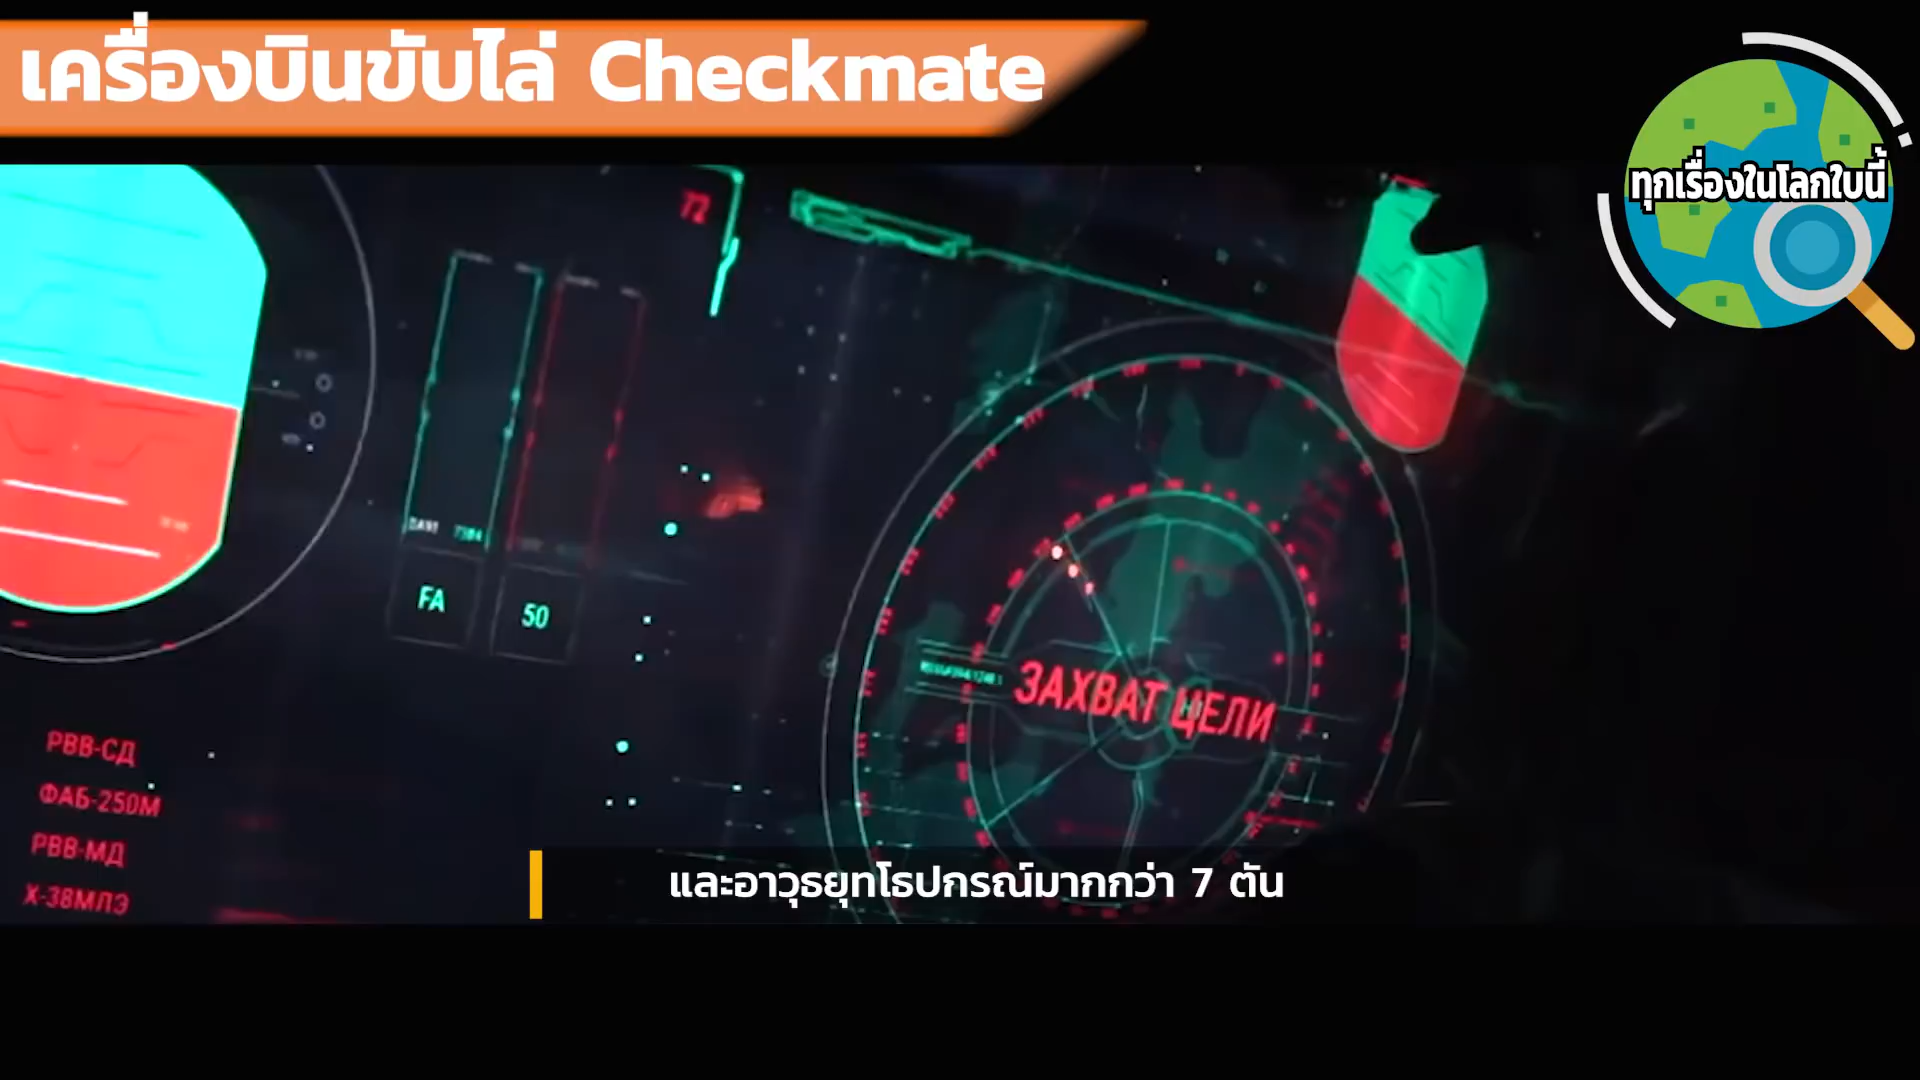 เครื่องบินขับไล่ Checkmate
ทุกเรื่องในโลกใบนี้
72
FA
50
ЗАХВАТ ЦЕЛИ
РВВ-СД
ФАБ-250М
РВВ-МД
Х-38МЛЭ
และอาวุธยุทโธปกรณ์มากกว่า 7 ตัน